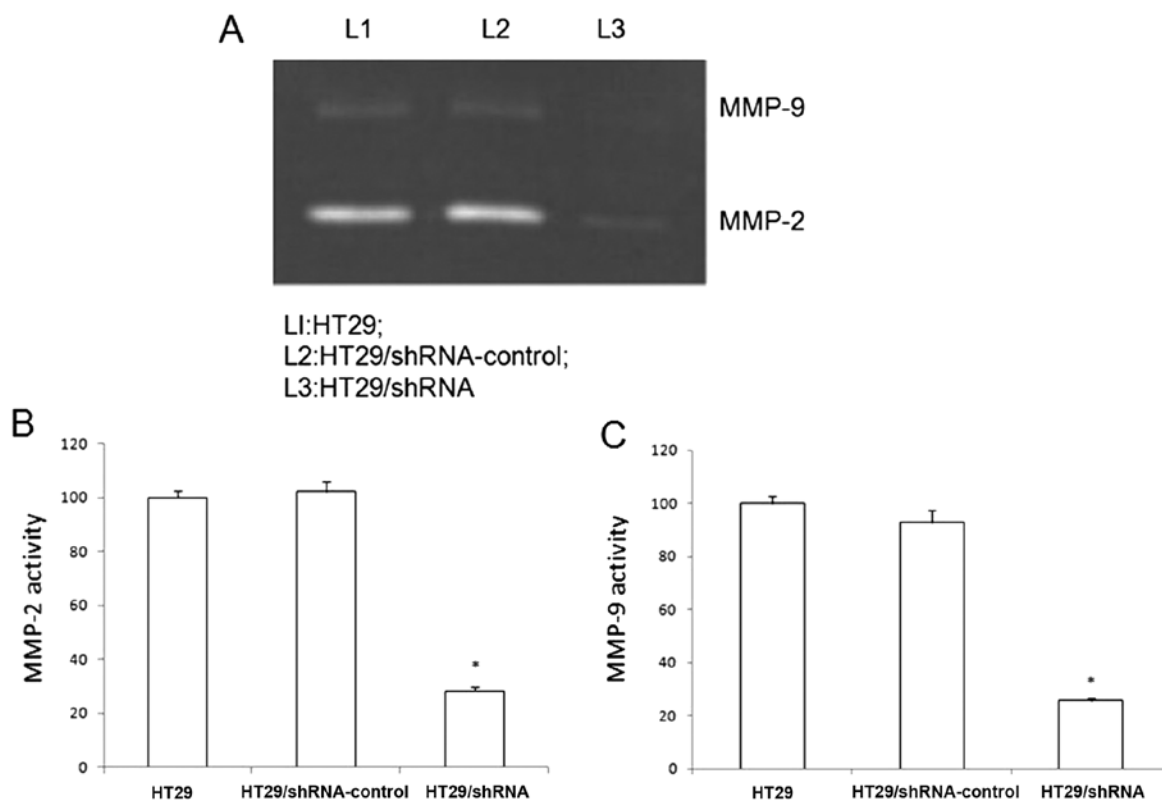 A
L1 L2 L3
MMP-9
MMP-2
LI:HT29;
L2:HT29/shRNA-control;
L3:HT29/shRNA
B
MMP-2 activity
120
100
80
60
40
20
0
*
HT29 HT29/shRNA-control HT29/shRNA
C
MMP-9 activity
120
100
80
60
40
20
0
*
HT29 HT29/shRNA-control HT29/shRNA